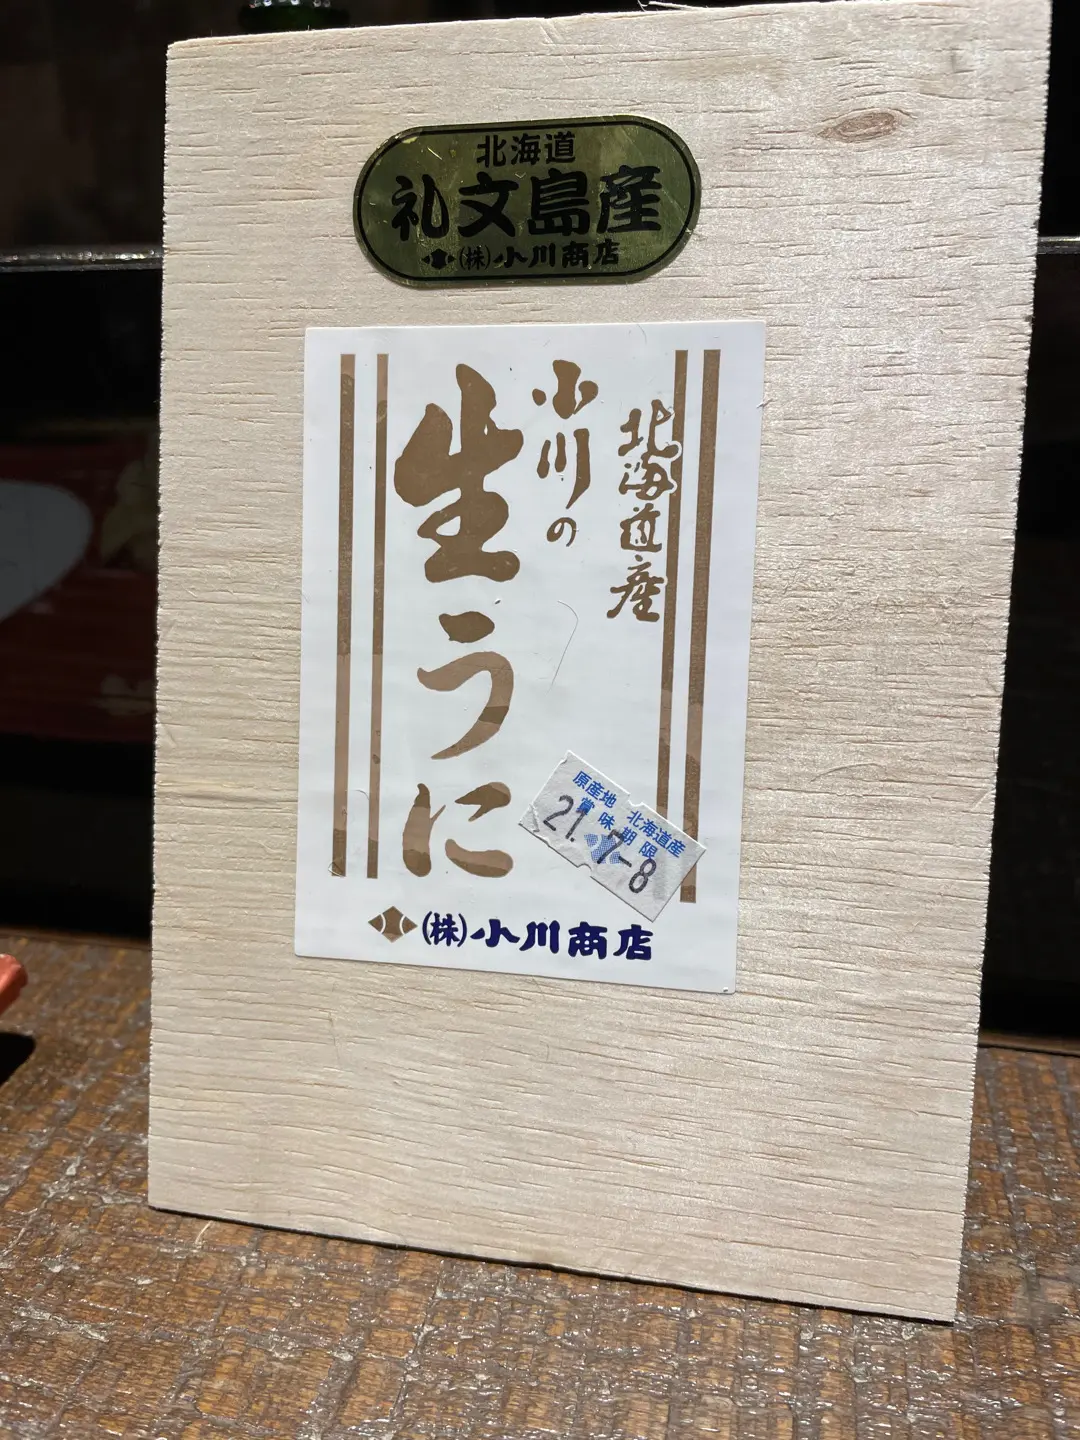 北海道
礼文島産
(株)小川商店
北海道産
小川の
生うに
原産地 北海道産
賞味期限
21.7-8
(株)小川商店